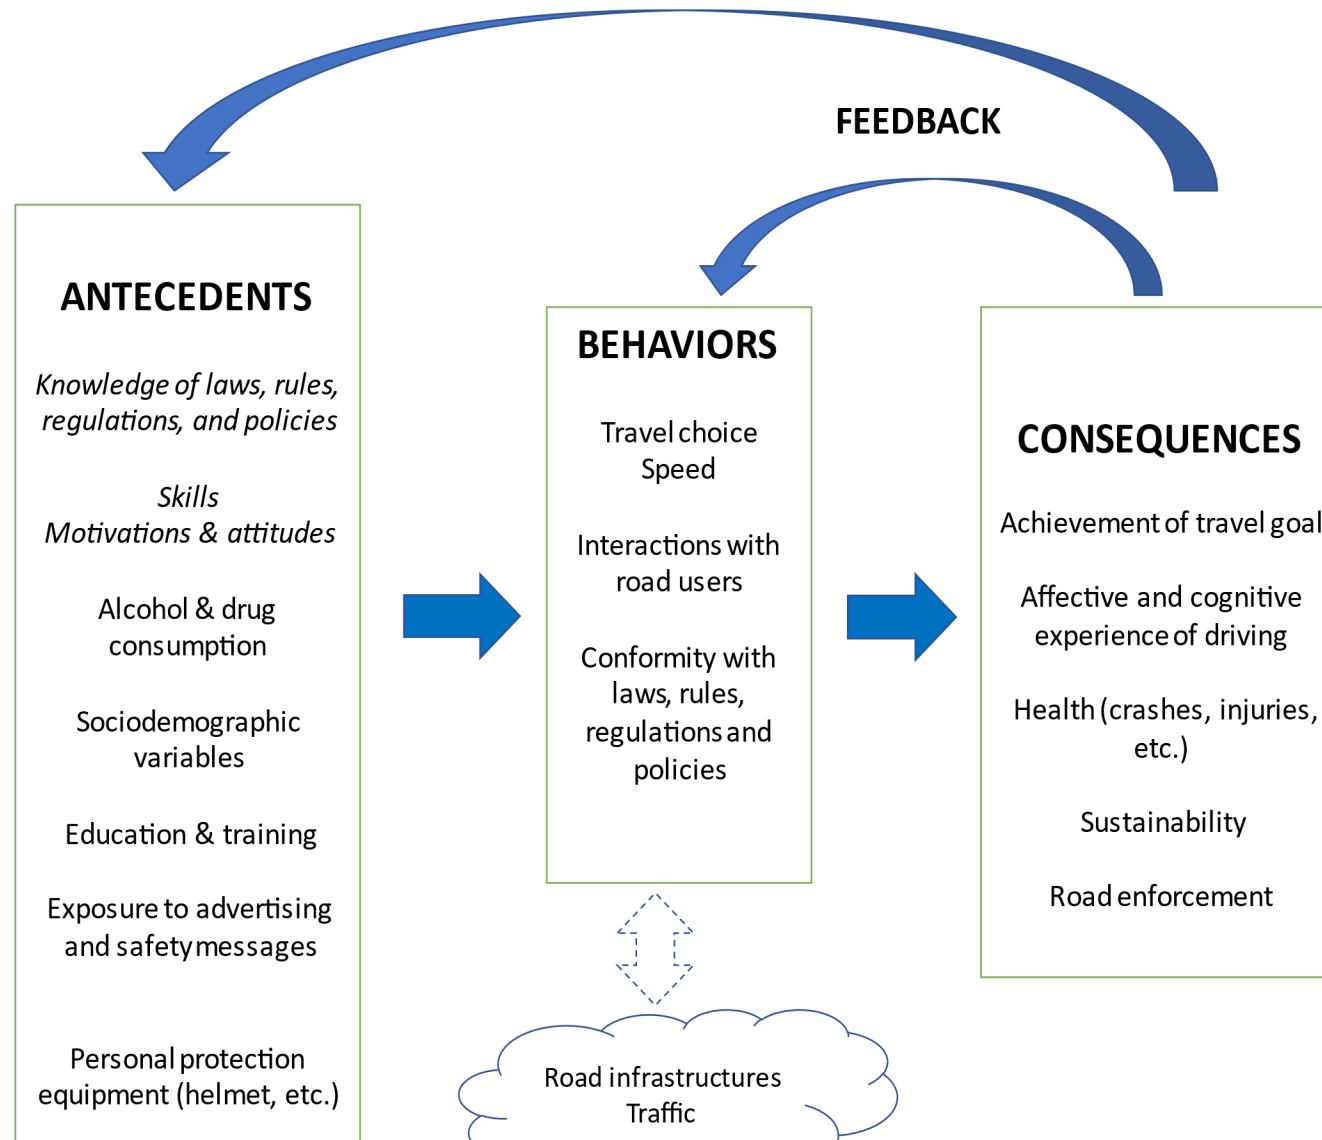 FEEDBACK
ANTECEDENTS
Knowledge of laws, rules,
regulations, and policies
Skills
Motivations & attitudes
Alcohol & drug
consumption
Sociodemographic
variables
Education & training
Exposure to advertising
and safety messages
Personal protection
equipment (helmet, etc.)
BEHAVIORS
Travel choice
Speed
Interactions with
road users
Conformity with
laws, rules,
regulations and
policies
Road infrastructures
Traffic
CONSEQUENCES
Achievement of travel goal
Affective and cognitive
experience of driving
Health (crashes, injuries,
etc.)
Sustainability
Road enforcement